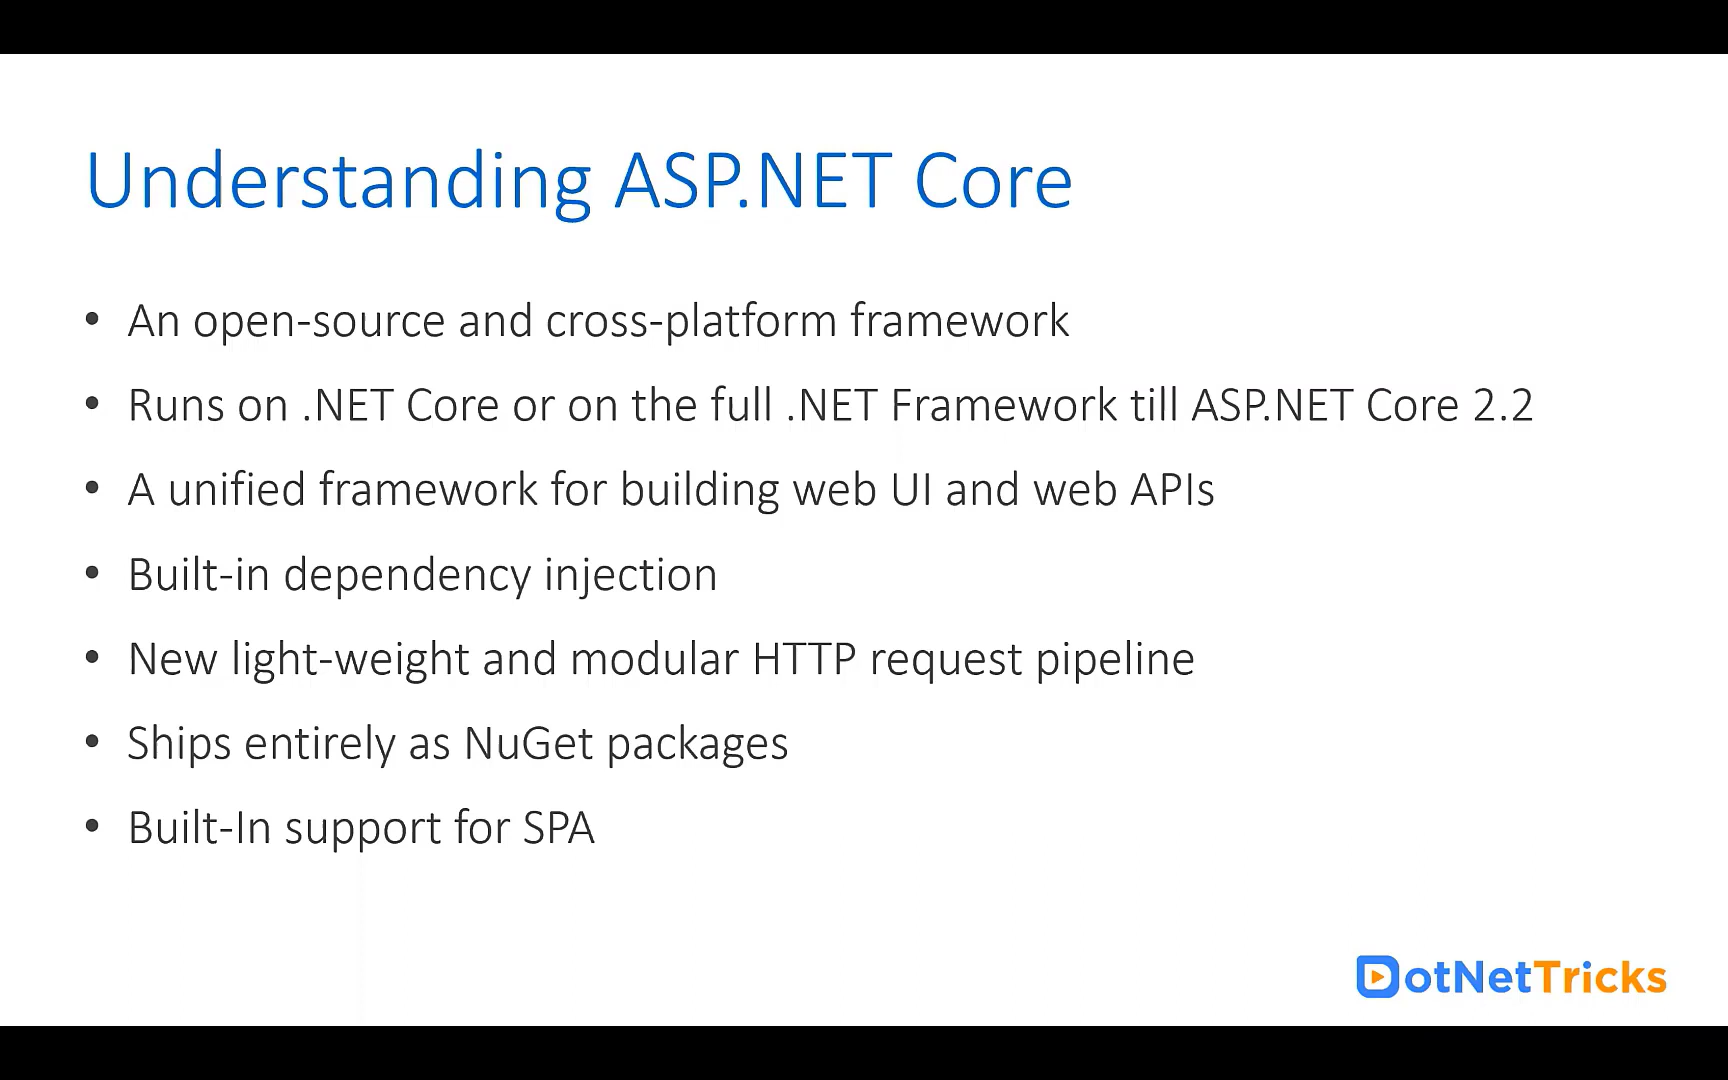 Understanding ASP.NET Core
• An open-source and cross-platform framework
• Runs on .NET Core or on the full .NET Framework till ASP.NET Core 2.2
• A unified framework for building web UI and web APIs
• Built-in dependency injection
• New light-weight and modular HTTP request pipeline
• Ships entirely as NuGet packages
• Built-In support for SPA
DotNetTricks